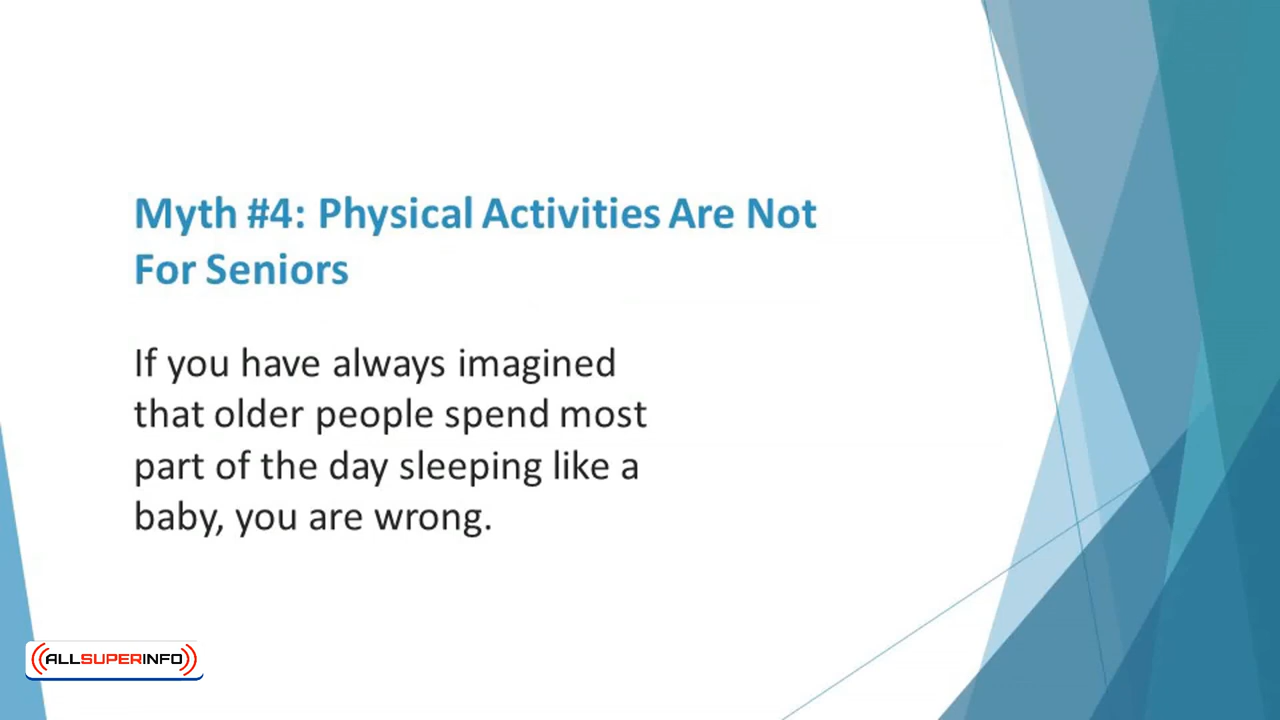 Myth #4: Physical Activities Are Not
For Seniors
If you have always imagined
that older people spend most
part of the day sleeping like a
baby, you are wrong.
ALLSUPERINFO